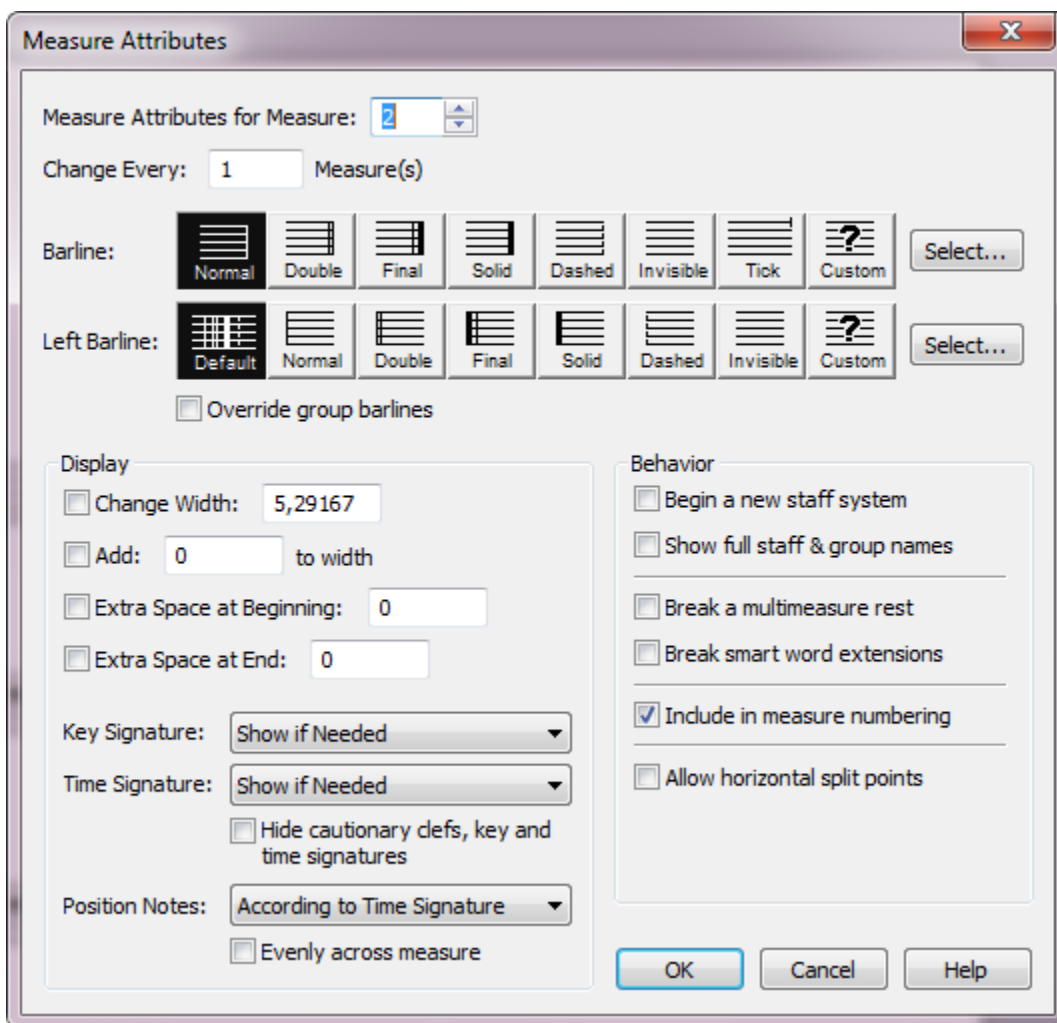 Measure Attributes
X
Measure Attributes for Measure: 2
Change Every: 1 Measure(s)
Barline: Normal Double Final Solid Dashed Invisible Tick ? Custom Select...
Left Barline: Default Normal Double Final Solid Dashed Invisible ? Custom Select...
Override group barlines
Display
Change Width: 5,29167
Add: 0 to width
Extra Space at Beginning: 0
Extra Space at End: 0
Key Signature: Show if Needed
Time Signature: Show if Needed
Hide cautionary clefs, key and
time signatures
Position Notes: According to Time Signature
Evenly across measure
Behavior
Begin a new staff system
Show full staff & group names
Break a multimeasure rest
Break smart word extensions
Include in measure numbering
Allow horizontal split points
OK Cancel Help